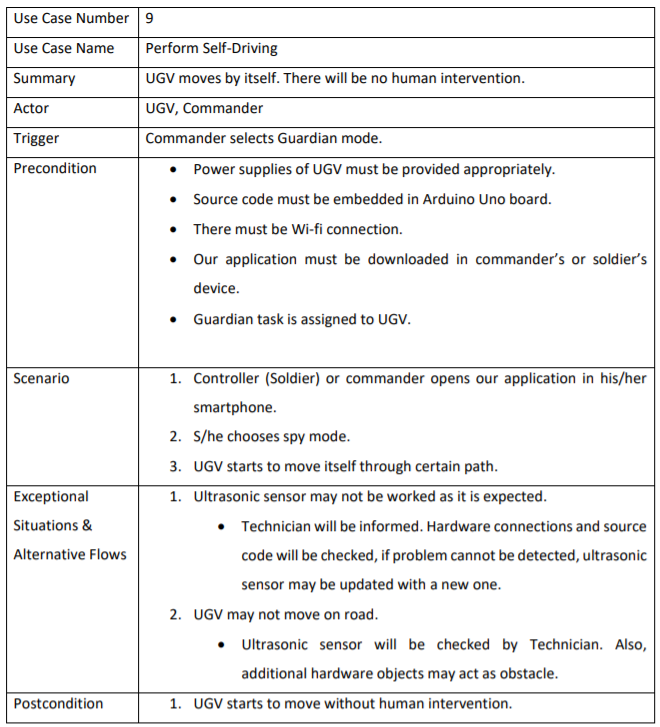 Use Case Number 9
Use Case Name Perform Self-Driving
Summary UGV moves by itself. There will be no human intervention.
Actor UGV, Commander
Trigger Commander selects Guardian mode.
Precondition • Power supplies of UGV must be provided appropriately.
• Source code must be embedded in Arduino Uno board.
• There must be Wi-fi connection.
• Our application must be downloaded in commander's or soldier's
device.
• Guardian task is assigned to UGV.
Scenario 1. Controller (Soldier) or commander opens our application in his/her
smartphone.
2. S/he chooses spy mode.
3. UGV starts to move itself through certain path.
Exceptional 1. Ultrasonic sensor may not be worked as it is expected.
Situations & • Technician will be informed. Hardware connections and source
Alternative Flows code will be checked, if problem cannot be detected, ultrasonic
sensor may be updated with a new one.
2. UGV may not move on road.
• Ultrasonic sensor will be checked by Technician. Also,
additional hardware objects may act as obstacle.
Postcondition 1. UGV starts to move without human intervention.